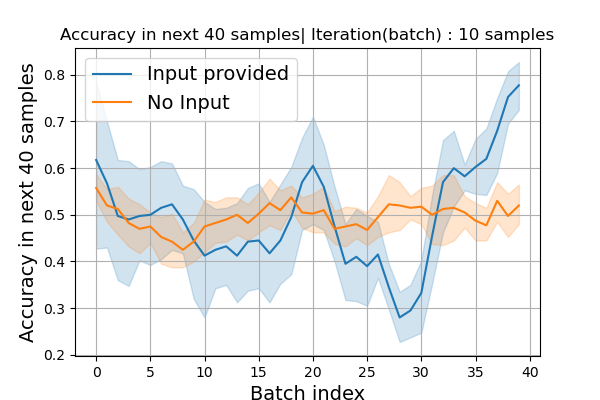 Accuracy in next 40 samples| Iteration(batch) : 10 samples
Input provided
No Input
Accuracy in next 40 samples
0.8
0.7
0.6
0.5
0.4
0.3
0.2
0 5 10 15 20 25 30 35 40
Batch index